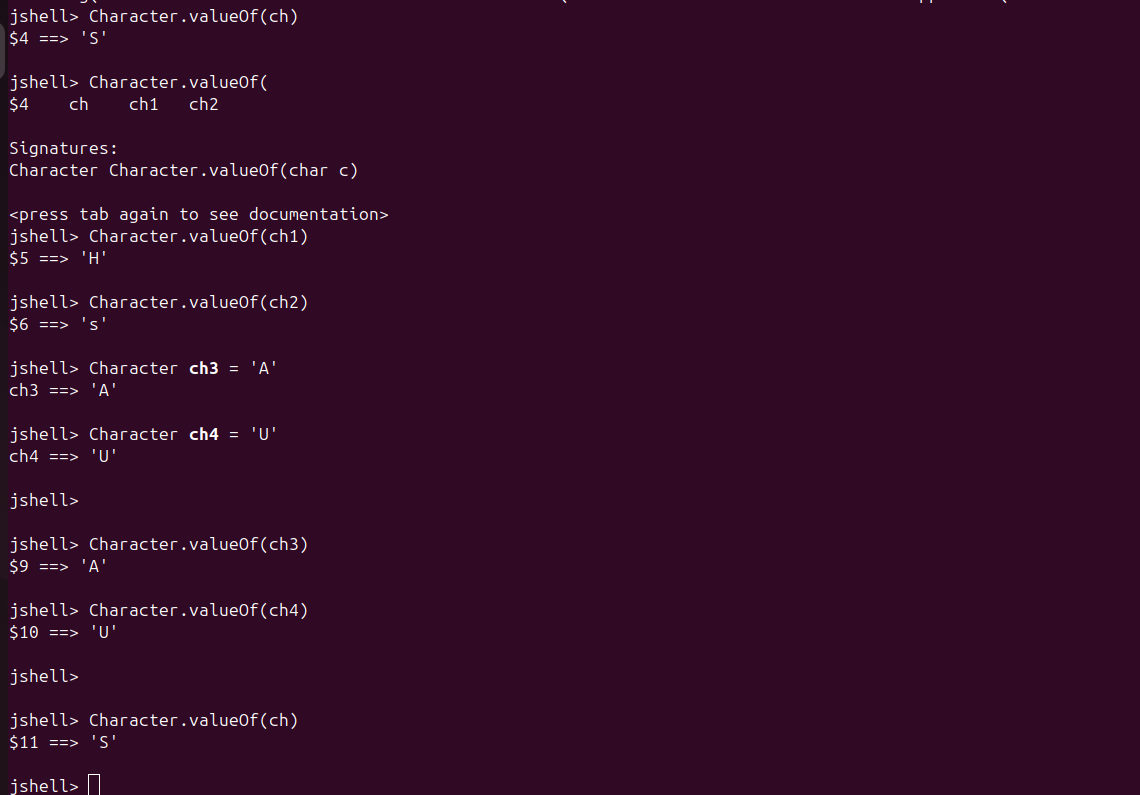 jshell> Character.valueOf(ch)
$4 ==> 'S'
jshell> Character.valueOf(
$4    ch    ch1   ch2
Signatures:
Character Character.valueOf(char c)
<press tab again to see documentation>
jshell> Character.valueOf(ch1)
$5 ==> 'H'
jshell> Character.valueOf(ch2)
$6 ==> 's'
jshell> Character ch3 = 'A'
ch3 ==> 'A'
jshell> Character ch4 = 'U'
ch4 ==> 'U'
jshell>
jshell> Character.valueOf(ch3)
$9 ==> 'A'
jshell> Character.valueOf(ch4)
$10 ==> 'U'
jshell>
jshell> Character.valueOf(ch)
$11 ==> 'S'
jshell>